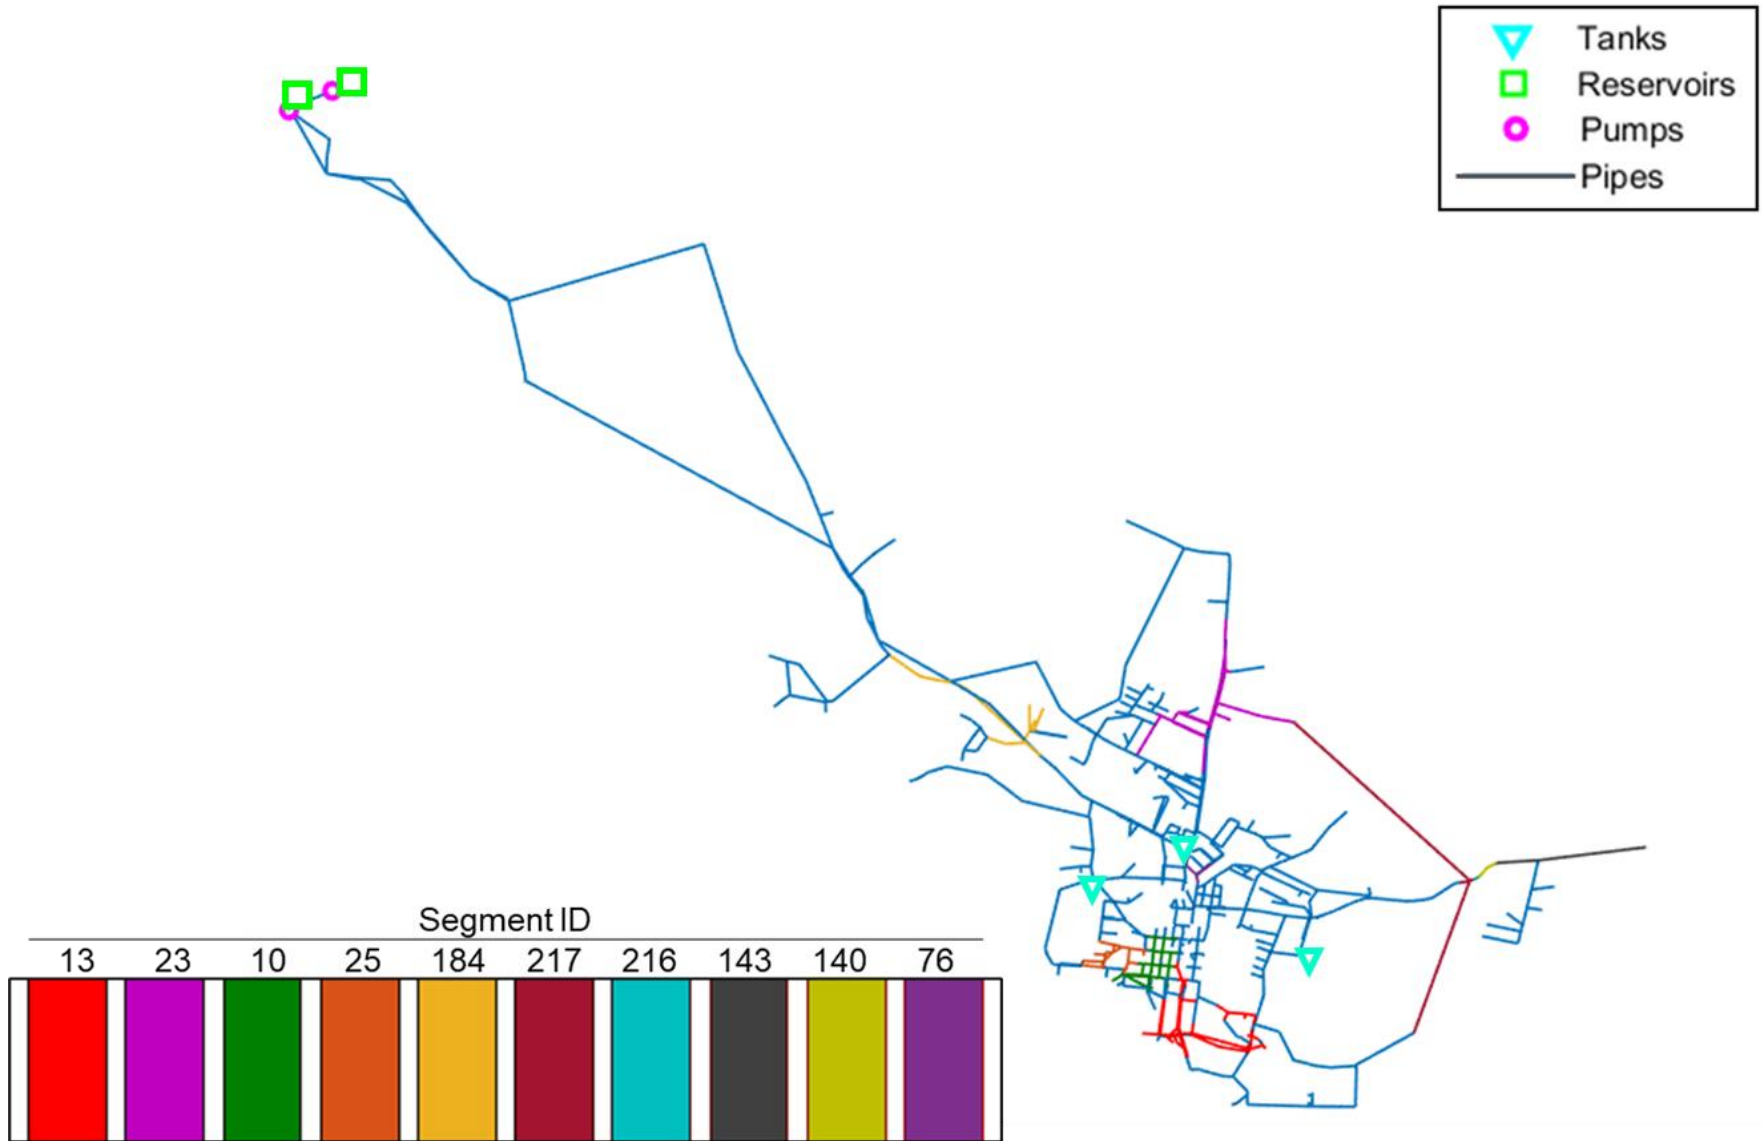 Tanks
Reservoirs
Pumps
Pipes
Segment ID
13 23 10 25 184 217 216 143 140 76